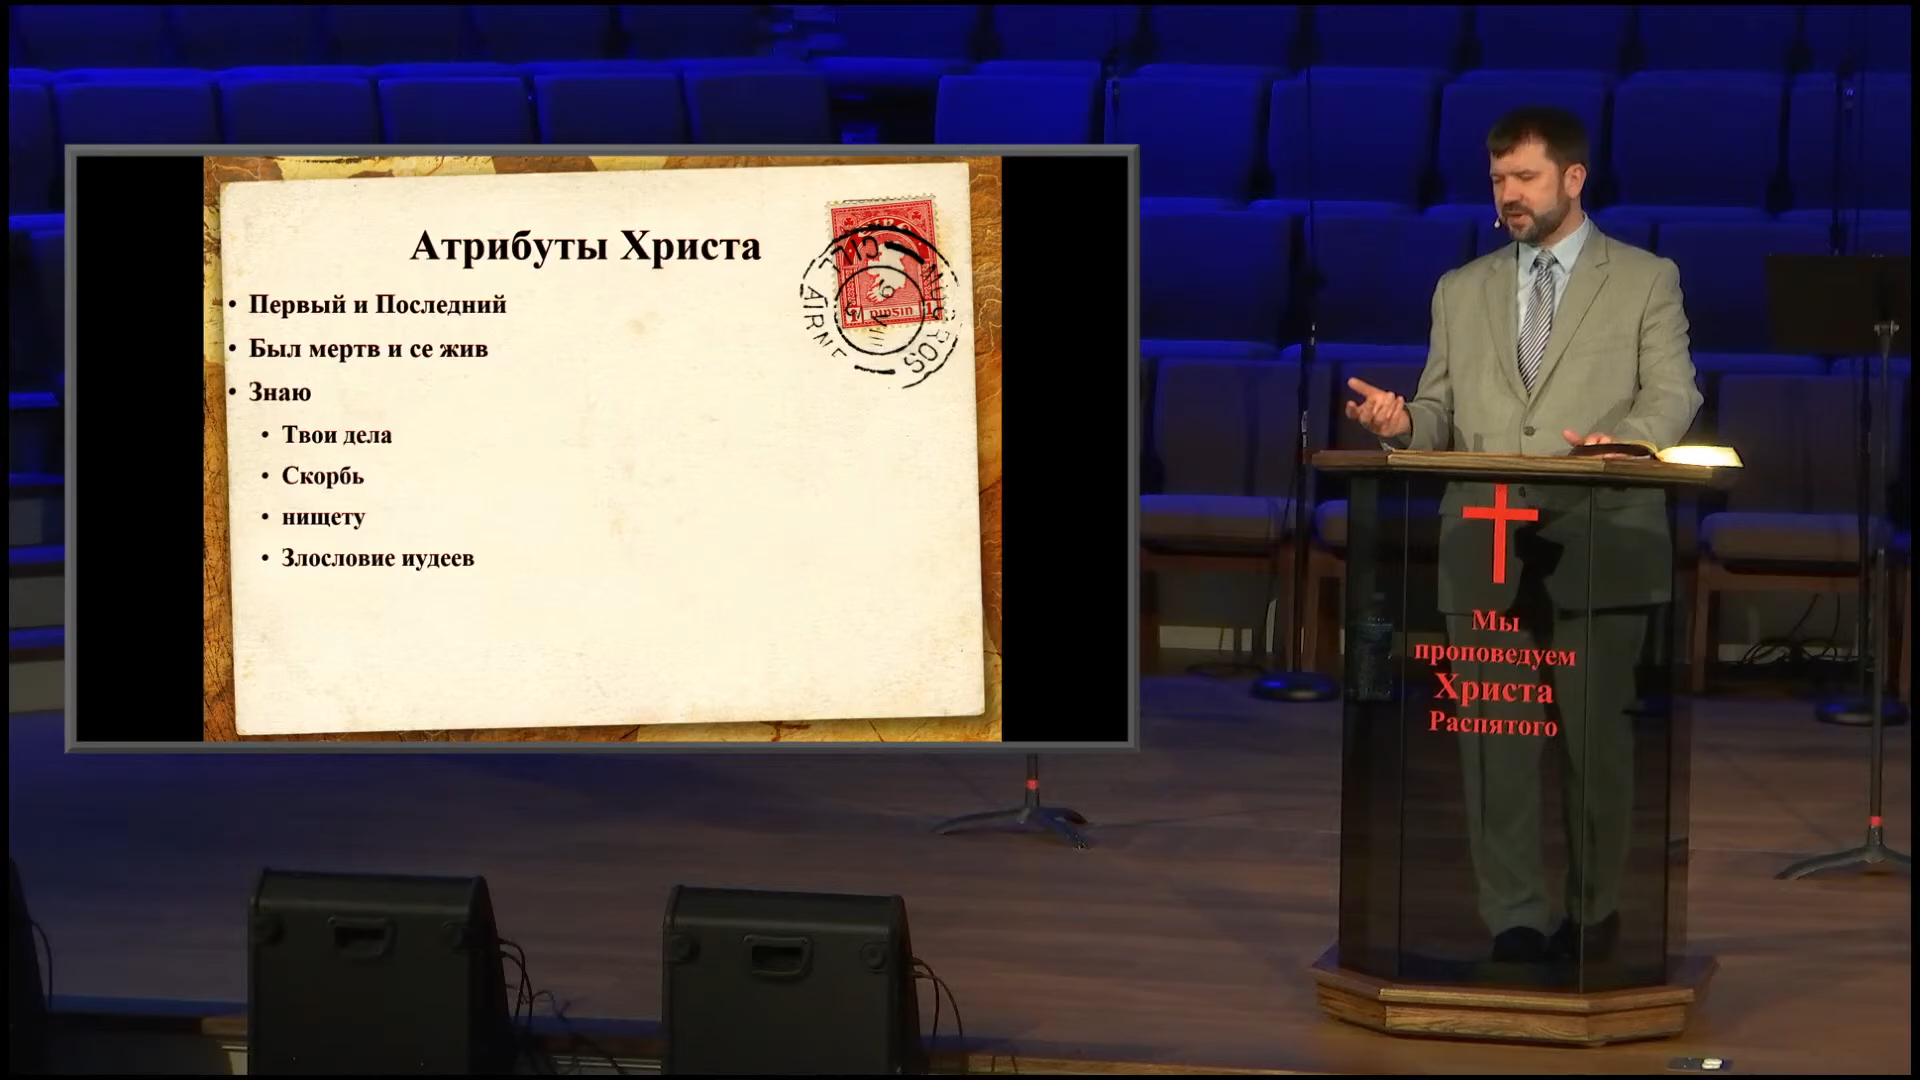 Атрибуты Христа
• Первый и Последний
• Был мертв и се жив
• Знаю
• Твои дела
• Скорбь
• нищету
• Злословие иудеев
Мы
проповедуем
Христа
Распятого